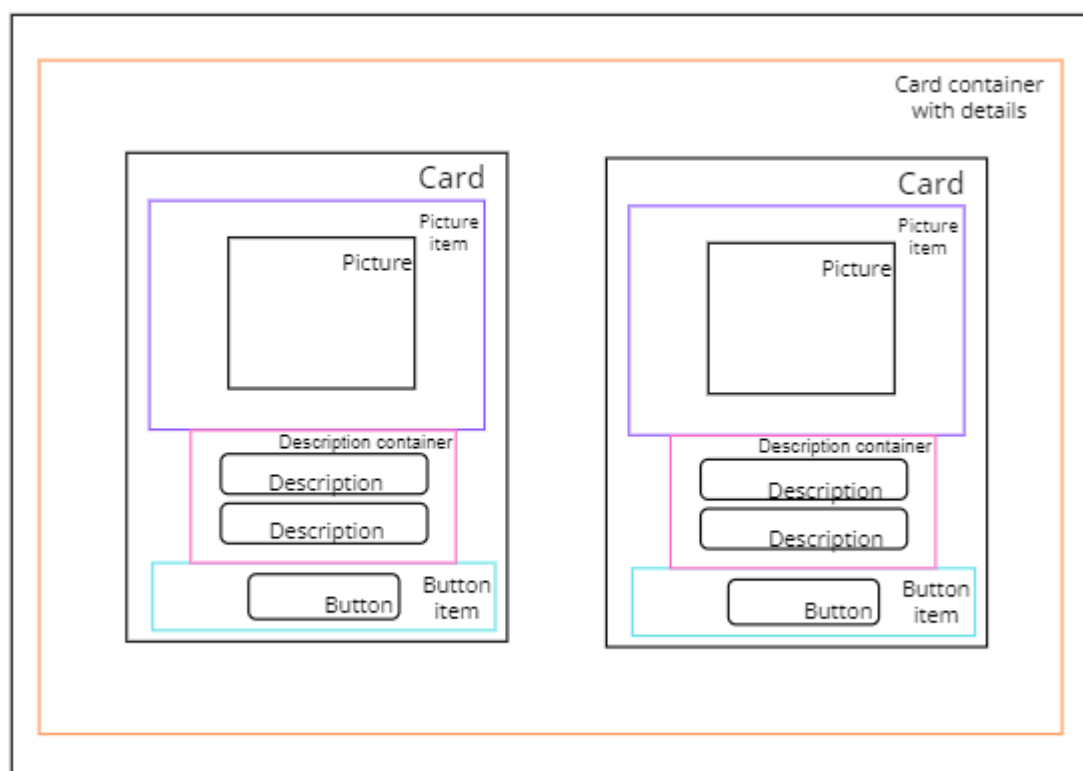 Card container
with details
Card
Picture
item
Picture
Description container
Description
Description
Button
Button
item
Card
Picture
item
Picture
Description container
Description
Description
Button
Button
item